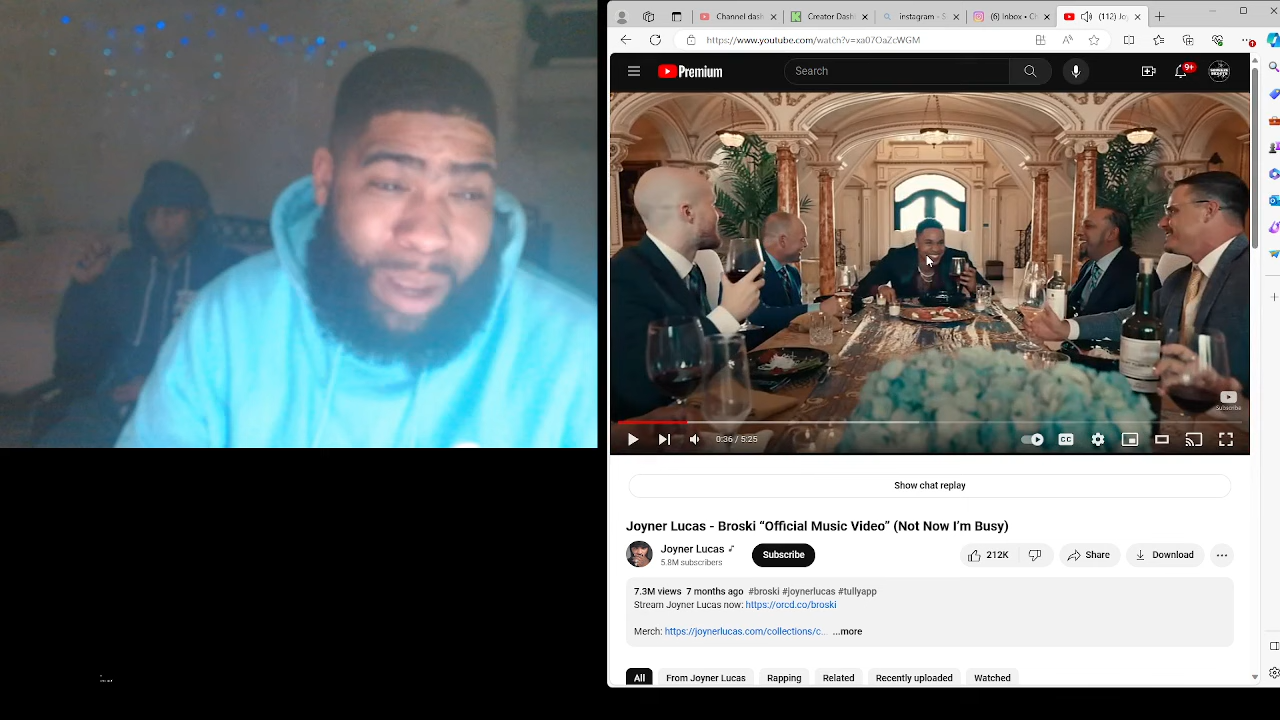 Channel dash
Creator Dash
instagram - S
(6) Inbox • C
(112) Joy
https://www.youtube.com/watch?v=xa07OaZcWGM
Premium
Search
9+
Subscribe
0:36 / 5:25
CC
Show chat replay
Joyner Lucas - Broski “Official Music Video” (Not Now I’m Busy)
Joyner Lucas
5.8M subscribers
Subscribe
212K
Share
Download
7.3M views 7 months ago #broski #joynerlucas #tullyapp
Stream Joyner Lucas now: https://orcd.co/broski
Merch: https://joynerlucas.com/collections/c... ...more
All
From Joyner Lucas
Rapping
Related
Recently uploaded
Watched